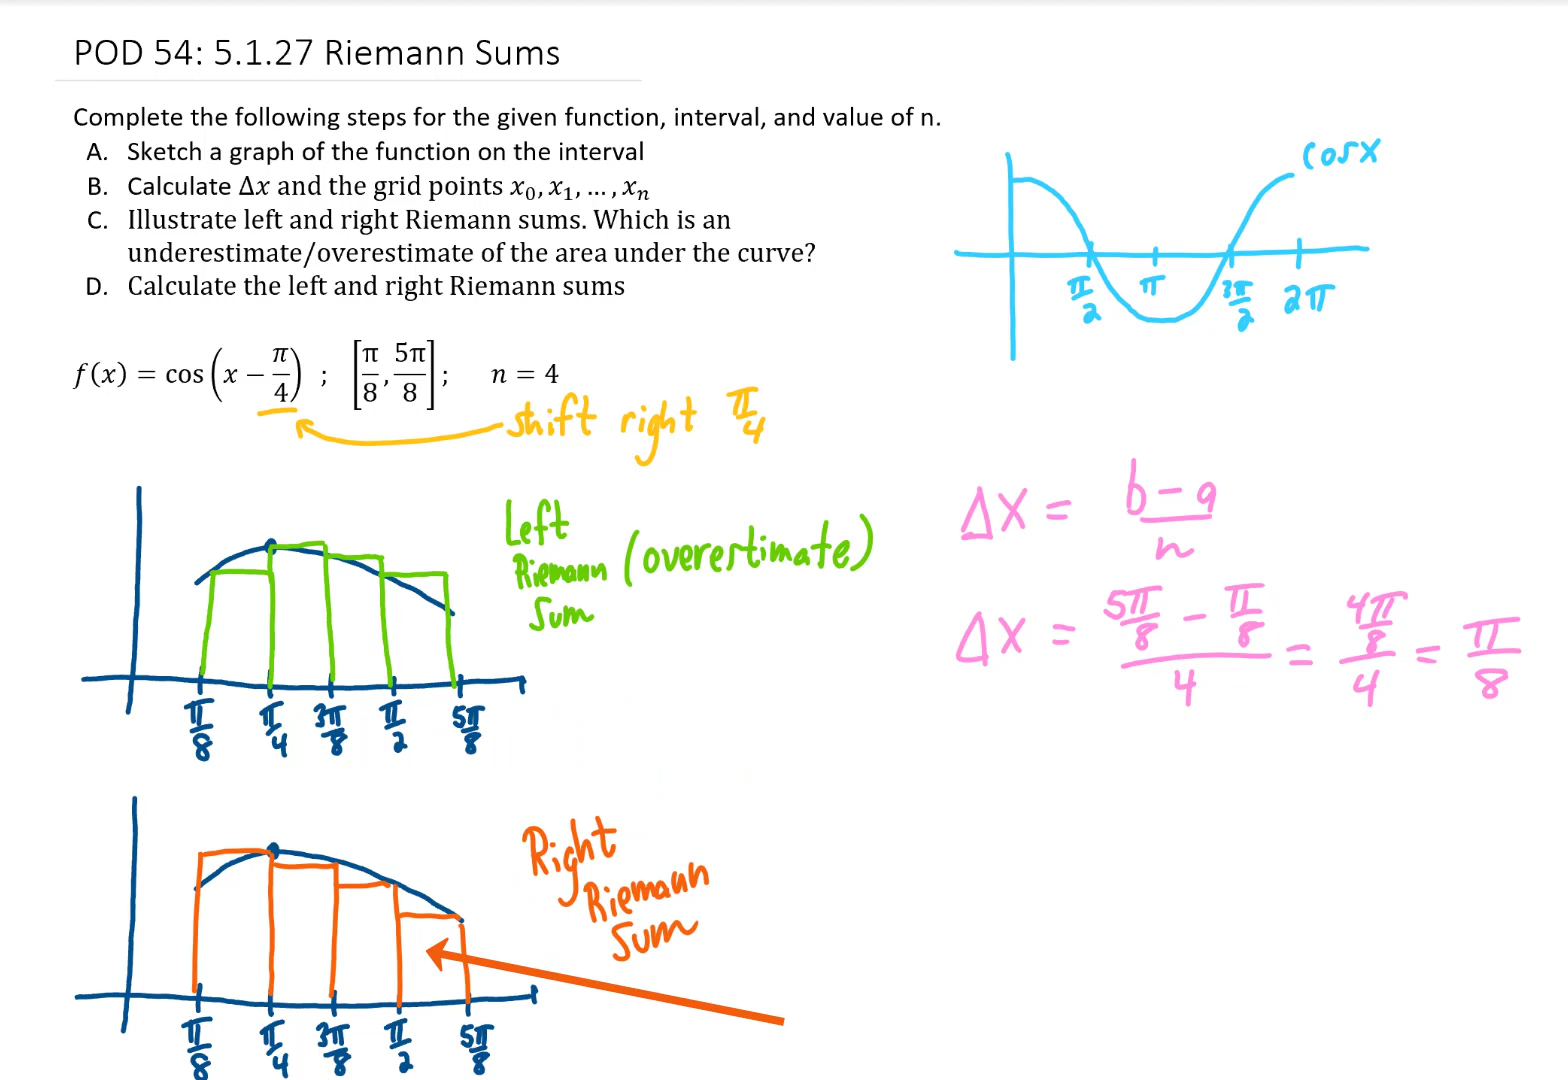 POD 54: 5.1.27 Riemann Sums
Complete the following steps for the given function, interval, and value of n.
A. Sketch a graph of the function on the interval
B. Calculate Δx and the grid points x₀, x₁, … , xₙ
C. Illustrate left and right Riemann sums. Which is an
underestimate/overestimate of the area under the curve?
D. Calculate the left and right Riemann sums
cosx
π/2 π 3π/2 2π
f(x) = cos(x − π/4) ; [π/8, 5π/8]; n = 4
shift right π/4
Left
Riemann
Sum
(overestimate)
π/8 π/4 3π/8 π/2 5π/8
Δx = (b-a)/n
Δx = (5π/8 - π/8)/4 = (4π/8)/4 = π/8
Right
Riemann
Sum
π/8 π/4 3π/8 π/2 5π/8